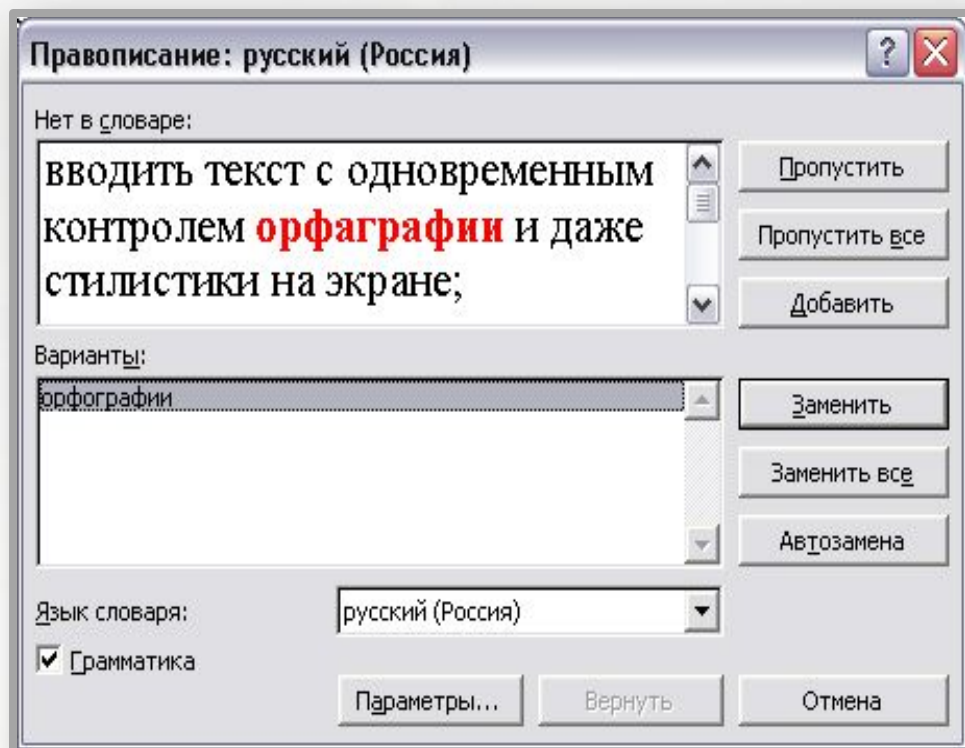 Правописание: русский (Россия)
Нет в словаре:
вводить текст с одновременным
контролем орфаграфии и даже
стилистики на экране;
Пропустить
Пропустить все
Добавить
Варианты:
орфографии
Заменить
Заменить все
Автозамена
Язык словаря:
русский (Россия)
Грамматика
Параметры...
Вернуть
Отмена